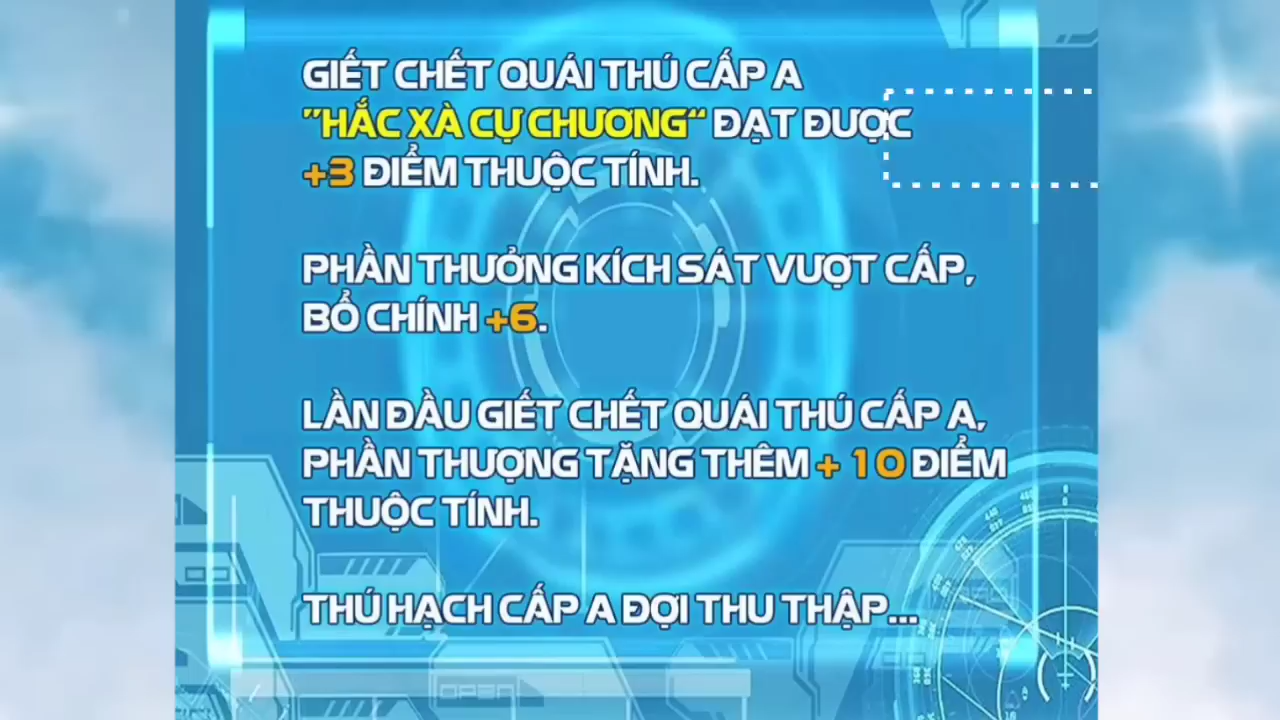 GIẾT CHẾT QUÁI THÚ CẤP A
"HẮC XÀ CỰ CHƯƠNG" ĐẠT ĐƯỢC
+3 ĐIỂM THUỘC TÍNH.
PHẦN THƯỞNG KÍCH SÁT VƯỢT CẤP,
BỔ CHÍNH +6.
LẦN ĐẦU GIẾT CHẾT QUÁI THÚ CẤP A,
PHẦN THƯỢNG TẶNG THÊM + 10 ĐIỂM
THUỘC TÍNH.
THÚ HẠCH CẤP A ĐỢI THU THẬP...
OPEN